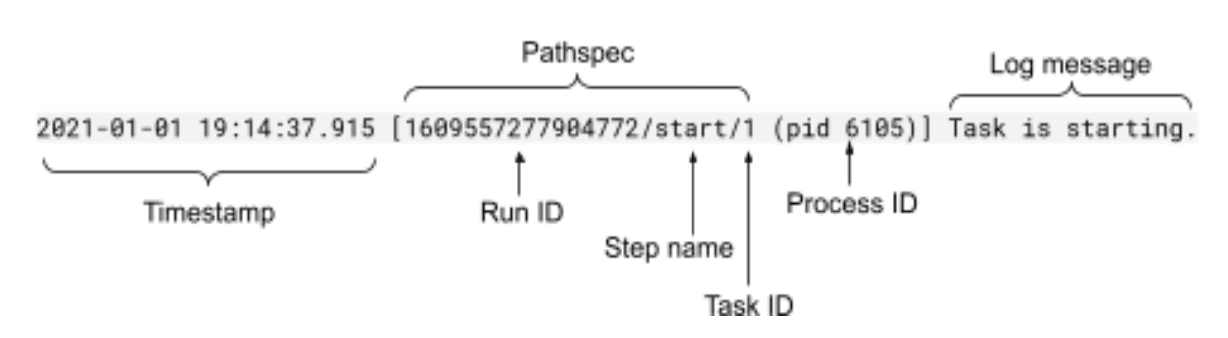 Pathspec
Log message
2021-01-01 19:14:37.915 [1609557277904772/start/1 (pid 6105)] Task is starting.
Timestamp
Run ID
Process ID
Step name
Task ID